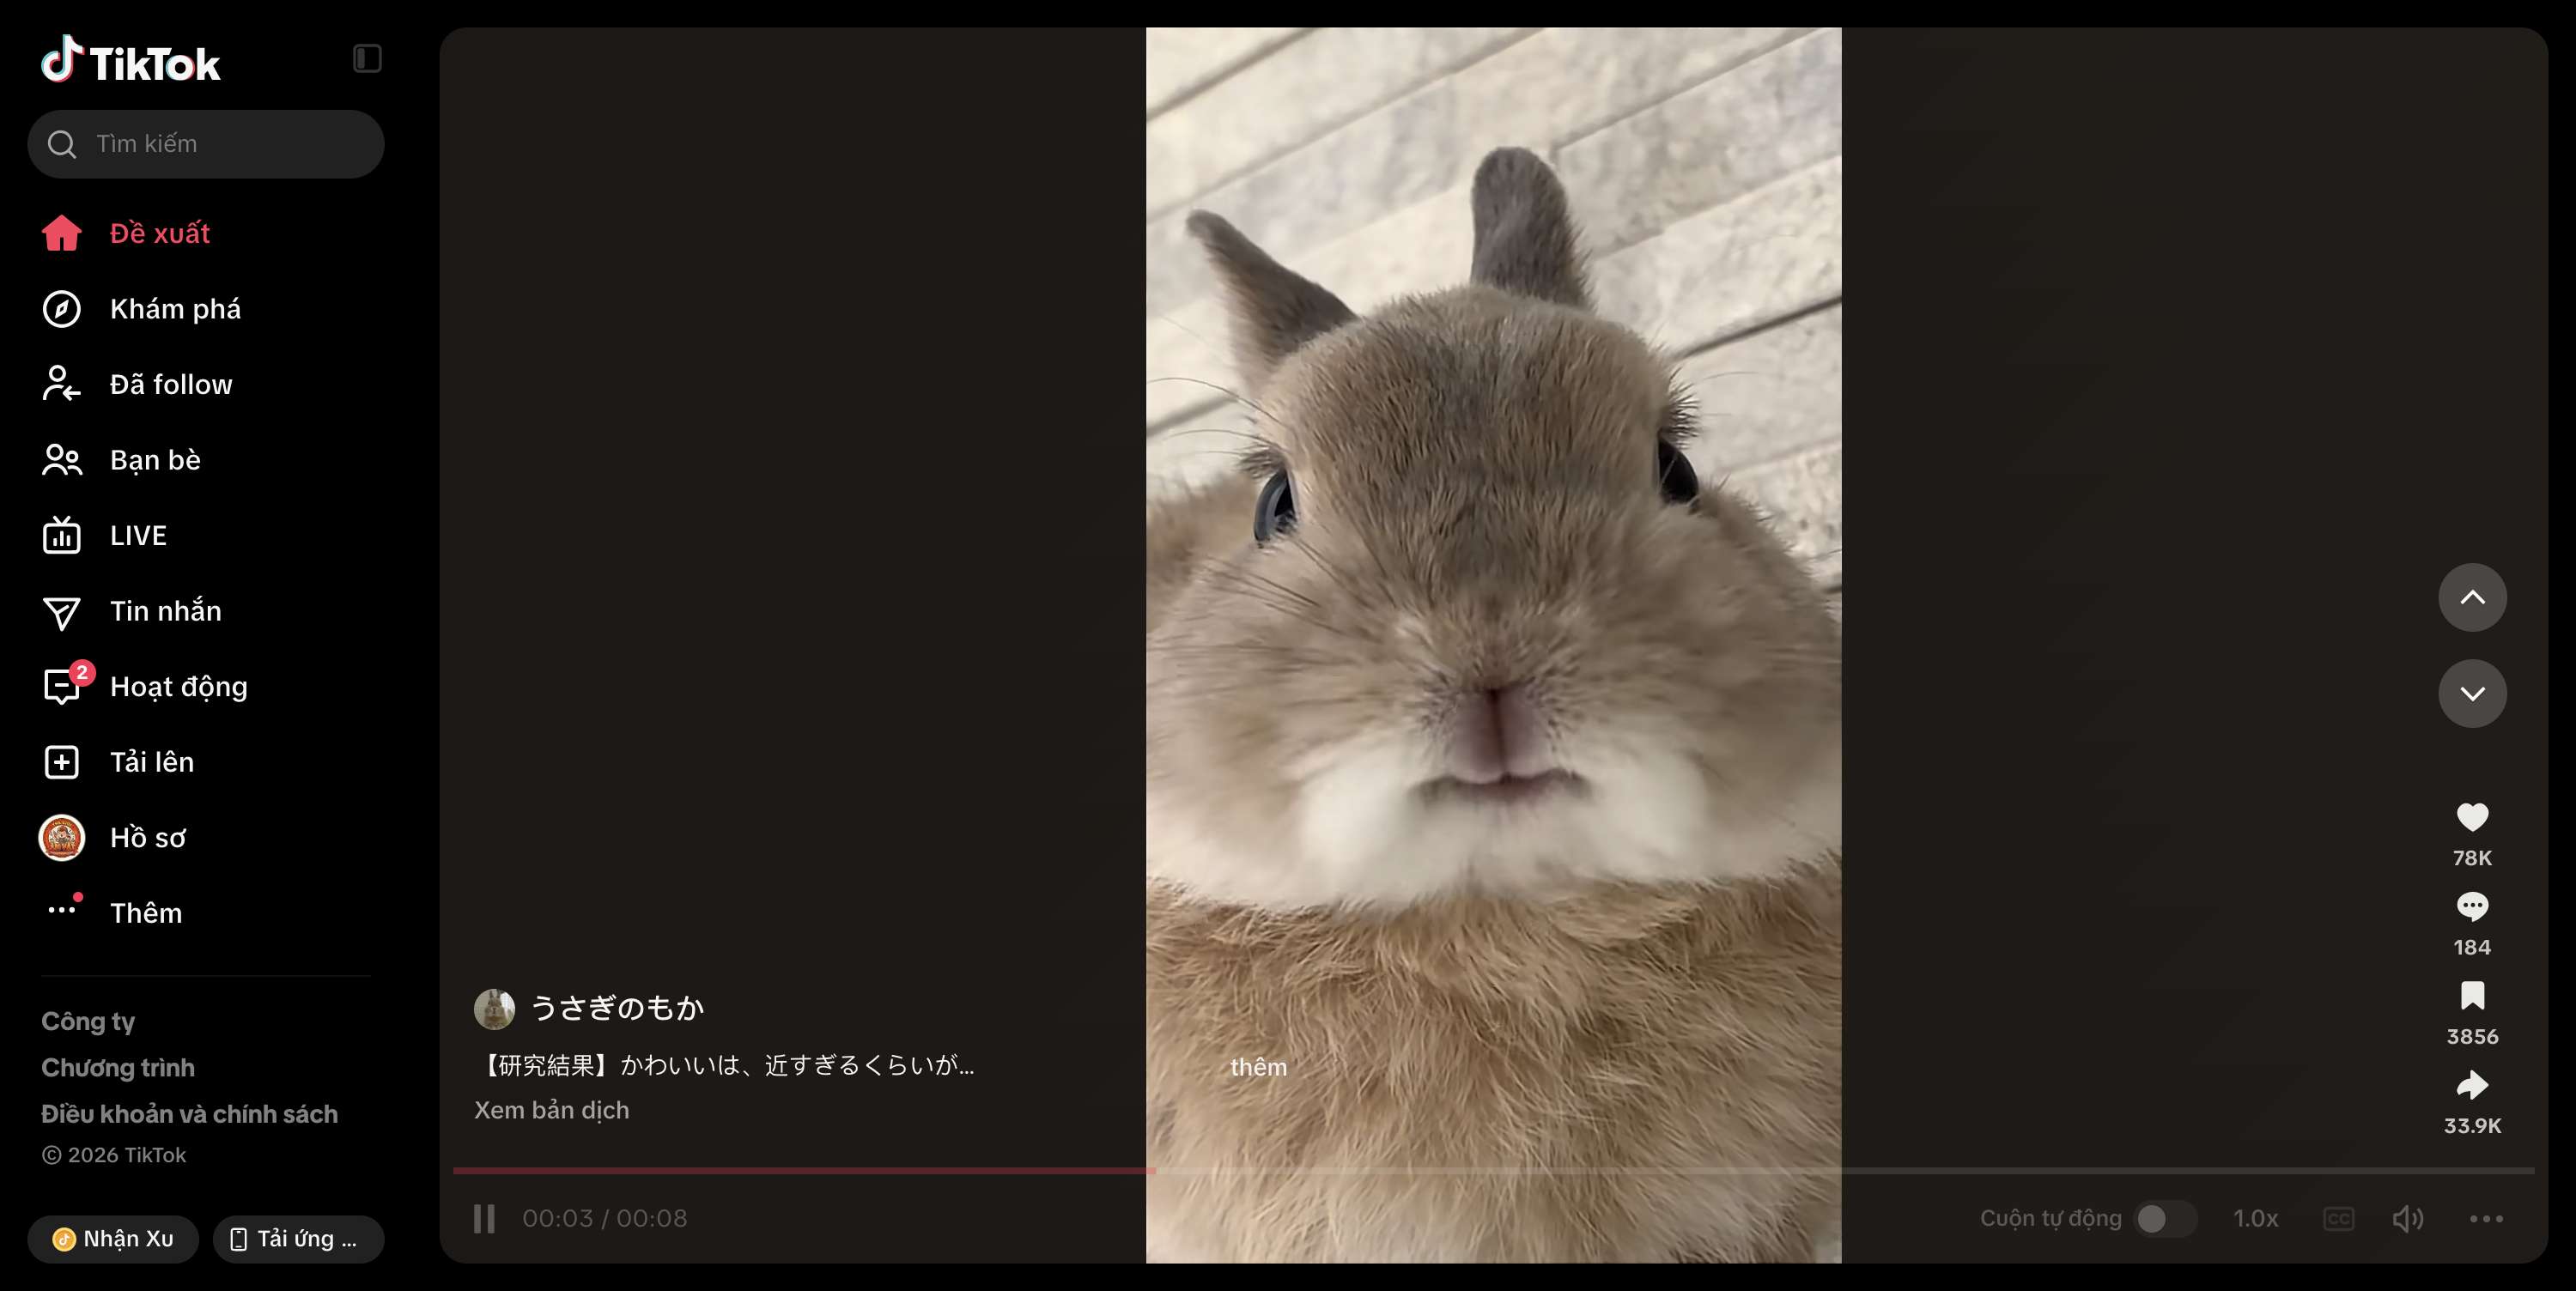 TikTok
Tìm kiếm
Đề xuất
Khám phá
Đã follow
Bạn bè
LIVE
Tin nhắn
2
Hoạt động
Tải lên
Hồ sơ
Thêm
Công ty
Chương trình
Điều khoản và chính sách
© 2026 TikTok
Nhận Xu
Tải ứng ...
うさぎのもか
【研究結果】かわいいは、近すぎるくらいが...
thêm
Xem bản dịch
00:03 / 00:08
78K
184
3856
33.9K
Cuộn tự động
1.0x
CC